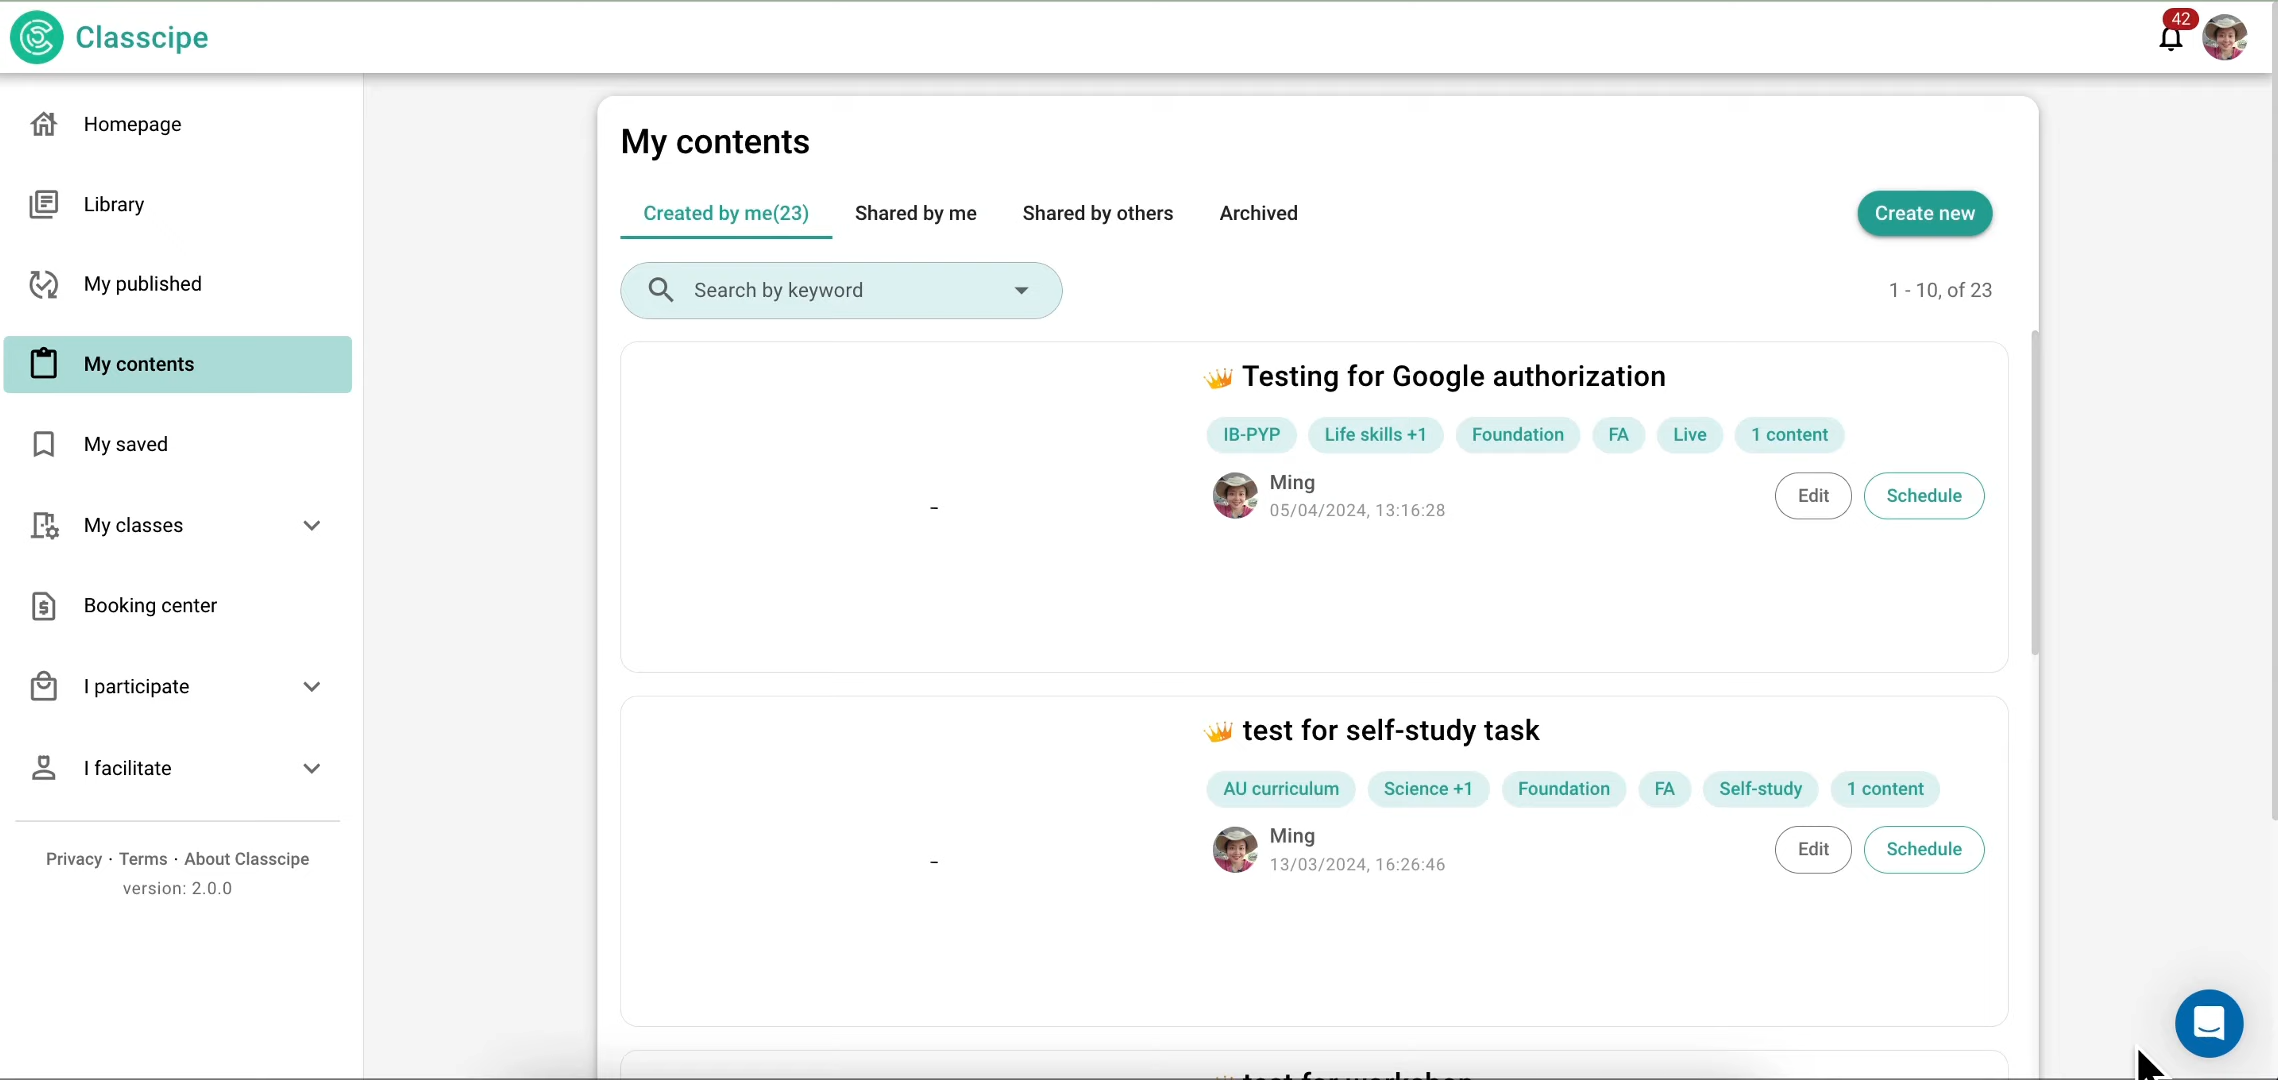 Classcipe
42
Homepage
Library
My published
My contents
My saved
My classes
Booking center
I participate
I facilitate
Privacy · Terms · About Classcipe
version: 2.0.0
My contents
Created by me(23)
Shared by me
Shared by others
Archived
Create new
Search by keyword
1 - 10, of 23
-
Testing for Google authorization
IB-PYP
Life skills +1
Foundation
FA
Live
1 content
Ming
05/04/2024, 13:16:28
Edit
Schedule
-
test for self-study task
AU curriculum
Science +1
Foundation
FA
Self-study
1 content
Ming
13/03/2024, 16:26:46
Edit
Schedule
test for workshop